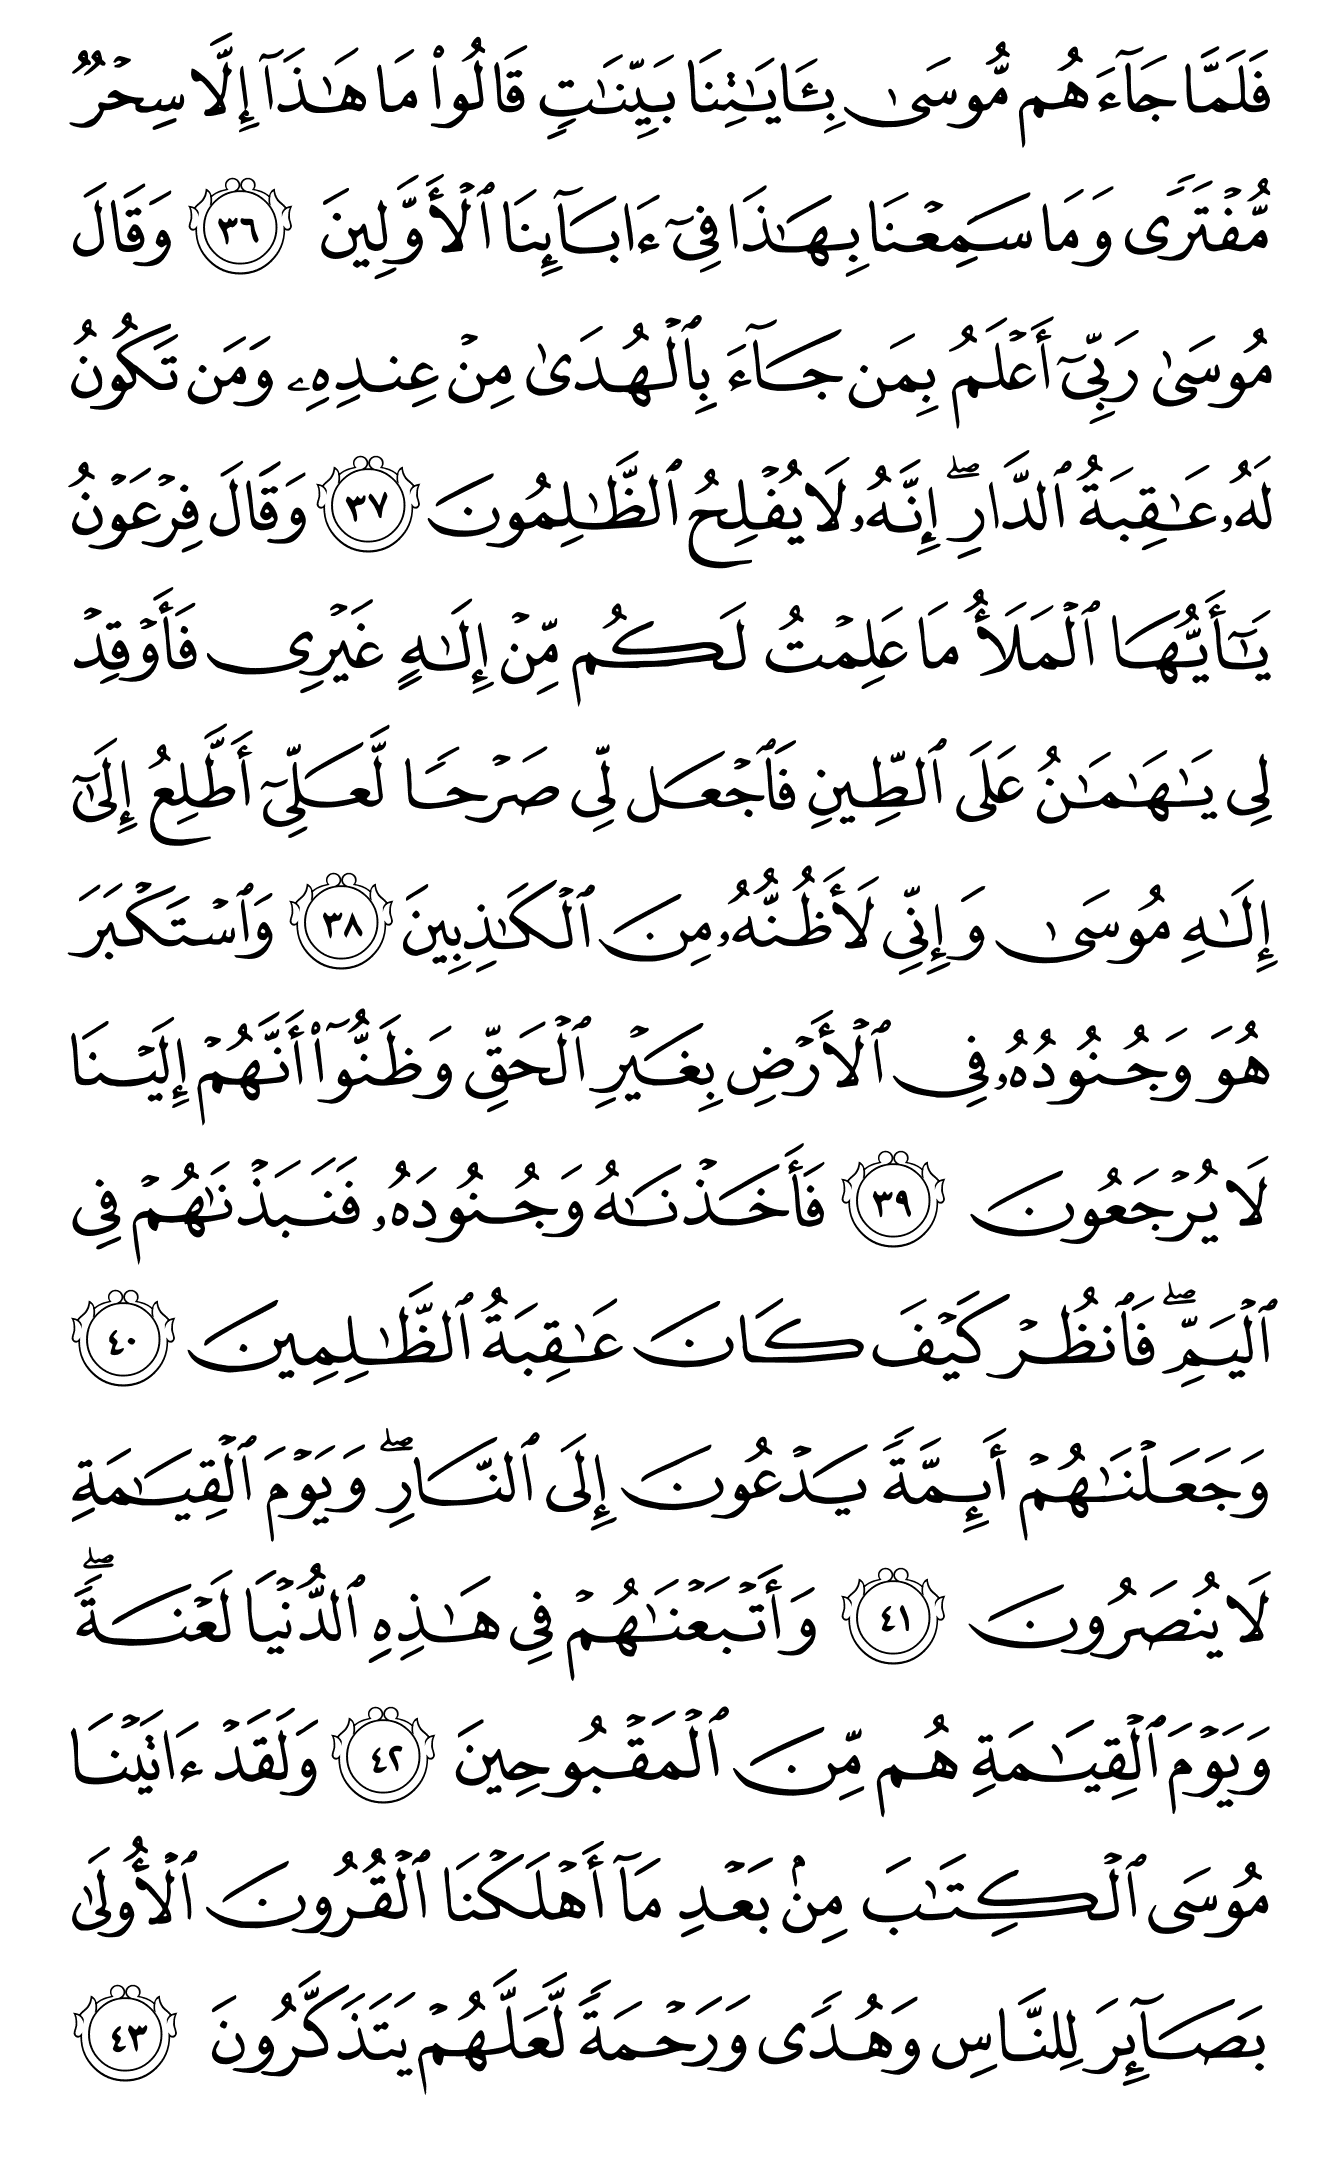 فَلَمَّا جَآءَهُم مُّوسَىٰ بِـَٔايَـٰتِنَا بَيِّنَـٰتٍ قَالُوا۟ مَا هَـٰذَآ إِلَّا سِحْرٌ
مُّفْتَرًى وَمَا سَمِعْنَا بِهَـٰذَا فِىٓ ءَابَآئِنَا ٱلْأَوَّلِينَ ٣٦ وَقَالَ
مُوسَىٰ رَبِّىٓ أَعْلَمُ بِمَن جَآءَ بِٱلْهُدَىٰ مِنْ عِندِهِۦ وَمَن تَكُونُ
لَهُۥ عَـٰقِبَةُ ٱلدَّارِ ۖ إِنَّهُۥ لَا يُفْلِحُ ٱلظَّـٰلِمُونَ ٣٧ وَقَالَ فِرْعَوْنُ
يَـٰٓأَيُّهَا ٱلْمَلَأُ مَا عَلِمْتُ لَكُم مِّنْ إِلَـٰهٍ غَيْرِى فَأَوْقِدْ
لِى يَـٰهَـٰمَـٰنُ عَلَى ٱلطِّينِ فَٱجْعَل لِّى صَرْحًا لَّعَلِّىٓ أَطَّلِعُ إِلَىٰٓ
إِلَـٰهِ مُوسَىٰ وَإِنِّى لَأَظُنُّهُۥ مِنَ ٱلْكَـٰذِبِينَ ٣٨ وَٱسْتَكْبَرَ
هُوَ وَجُنُودُهُۥ فِى ٱلْأَرْضِ بِغَيْرِ ٱلْحَقِّ وَظَنُّوٓا۟ أَنَّهُمْ إِلَيْنَا
لَا يُرْجَعُونَ ٣٩ فَأَخَذْنَـٰهُ وَجُنُودَهُۥ فَنَبَذْنَـٰهُمْ فِى
ٱلْيَمِّ ۖ فَٱنظُرْ كَيْفَ كَانَ عَـٰقِبَةُ ٱلظَّـٰلِمِينَ ٤٠
وَجَعَلْنَـٰهُمْ أَئِمَّةً يَدْعُونَ إِلَى ٱلنَّارِ ۖ وَيَوْمَ ٱلْقِيَـٰمَةِ
لَا يُنصَرُونَ ٤١ وَأَتْبَعْنَـٰهُمْ فِى هَـٰذِهِ ٱلدُّنْيَا لَعْنَةً ۖ
وَيَوْمَ ٱلْقِيَـٰمَةِ هُم مِّنَ ٱلْمَقْبُوحِينَ ٤٢ وَلَقَدْ ءَاتَيْنَا
مُوسَى ٱلْكِتَـٰبَ مِنۢ بَعْدِ مَآ أَهْلَكْنَا ٱلْقُرُونَ ٱلْأُولَىٰ
بَصَآئِرَ لِلنَّاسِ وَهُدًى وَرَحْمَةً لَّعَلَّهُمْ يَتَذَكَّرُونَ ٤٣